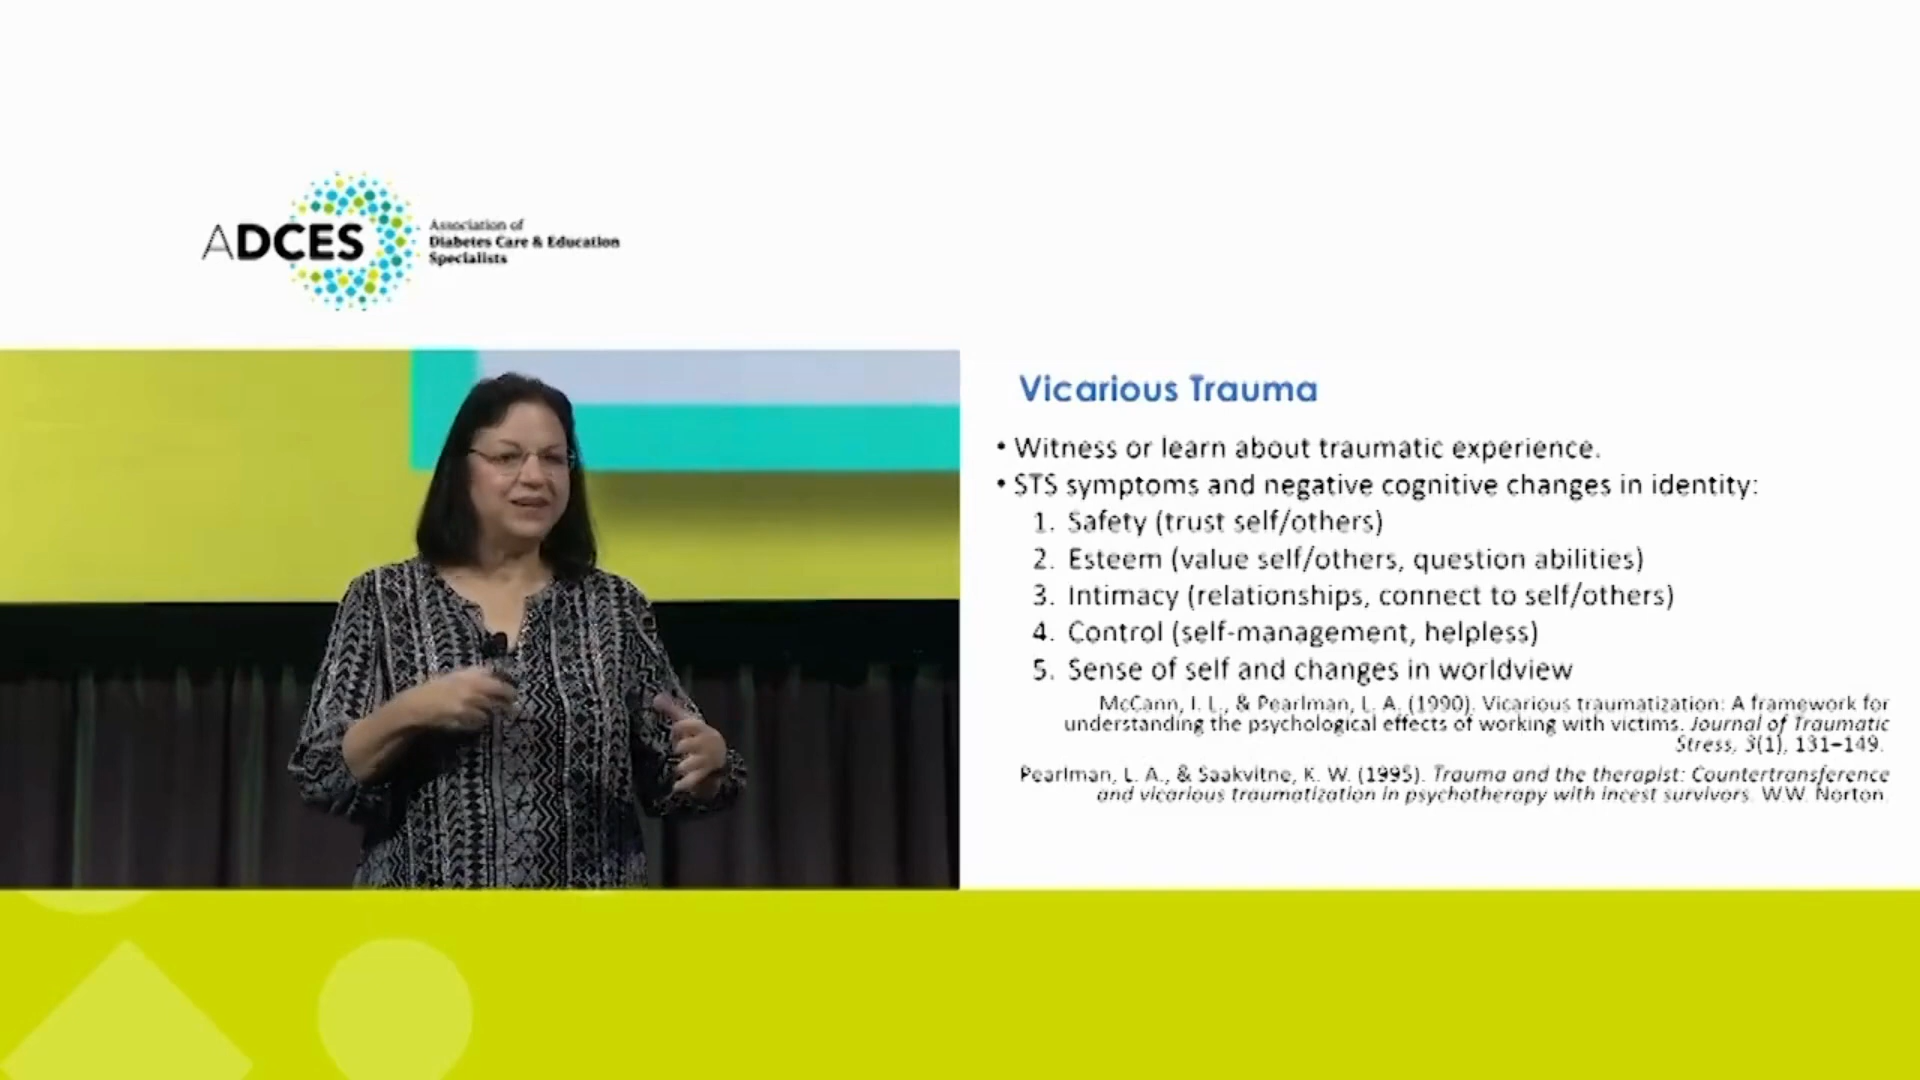 ADCES
Association of
Diabetes Care & Education
Specialists
Vicarious Trauma
• Witness or learn about traumatic experience.
• STS symptoms and negative cognitive changes in identity:
1. Safety (trust self/others)
2. Esteem (value self/others, question abilities)
3. Intimacy (relationships, connect to self/others)
4. Control (self-management, helpless)
5. Sense of self and changes in worldview
McCann, I. L., & Pearlman, L. A. (1990). Vicarious traumatization: A framework for
understanding the psychological effects of working with victims. Journal of Traumatic
Stress, 3(1), 131–149.
Pearlman, L. A., & Saakvitne, K. W. (1995). Trauma and the therapist: Countertransference
and vicarious traumatization in psychotherapy with incest survivors. W.W. Norton.